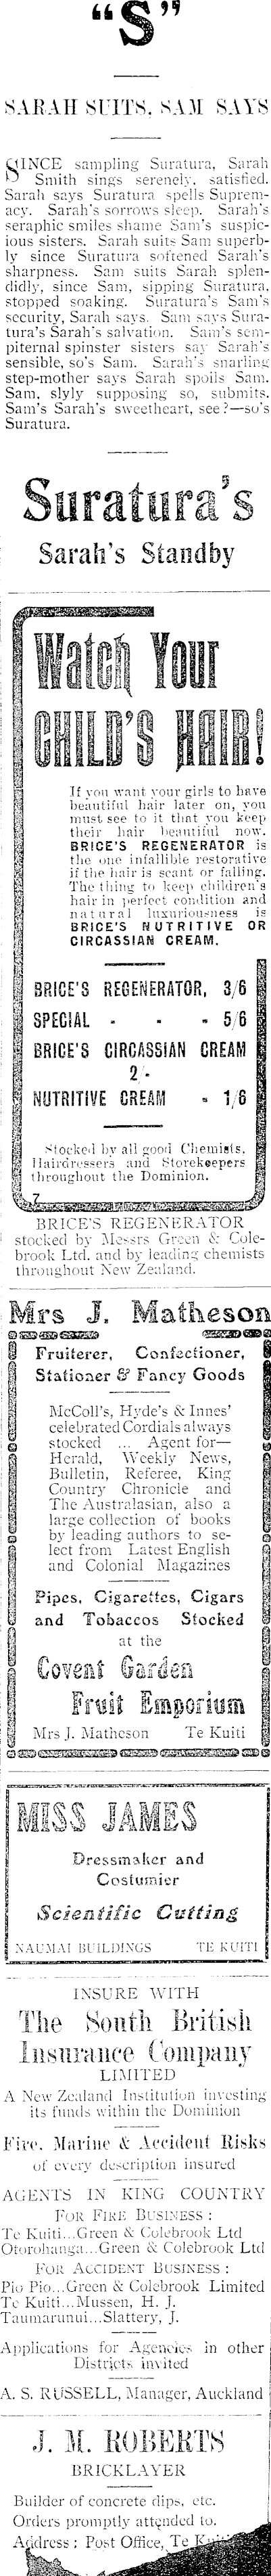 "S"
SARAH SUITS, SAM SAYS
SINCE sampling Suratura, Sarah
Smith sings serenely, satisfied.
Sarah says Suratura spells Suprem-
acy. Sarah's sorrows sleep. Sarah's
seraphic smiles shame Sam's suspic-
ious sisters. Sarah suits Sam superb-
ly since Suratura softened Sarah's
sharpness. Sam suits Sarah splen-
didly, since Sam, sipping Suratura,
stopped soaking. Suratura's Sam's
security, Sarah says. Sam says Sura-
tura's Sarah's salvation. Sam's sem-
piternal spinster sisters say Sarah's
sensible, so's Sam. Sarah's snarling
step-mother says Sarah spoils Sam.
Sam, slyly supposing so, submits.
Sam's Sarah's sweetheart, see?—so's
Suratura.
Suratura's
Sarah's Standby
Watch Your
CHILD'S HAIR!
If you want your girls to have
beautiful hair later on, you
must see to it that you keep
their hair beautiful now.
BRICE'S REGENERATOR is
the one infallible restorative
if the hair is scant or falling.
The thing to keep children's
hair in perfect condition and
natural luxuriousness is
BRICE'S NUTRITIVE OR
CIRCASSIAN CREAM.
BRICE'S REGENERATOR, 3/6
SPECIAL - - - 5/6
BRICE'S CIRCASSIAN CREAM
2/-
NUTRITIVE CREAM - 1/6
Stocked by all good Chemists,
Hairdressers and Storekeepers
throughout the Dominion.
7
BRICE'S REGENERATOR
stocked by Messrs Green & Cole-
brook Ltd. and by leading chemists
throughout New Zealand.
Mrs J. Matheson
Fruiterer, Confectioner,
Stationer & Fancy Goods
McColl's, Hyde's & Innes'
celebrated Cordials always
stocked ... Agent for—
Herald, Weekly News,
Bulletin, Referee, King
Country Chronicle and
The Australasian, also a
large collection of books
by leading authors to se-
lect from Latest English
and Colonial Magazines
Pipes, Cigarettes, Cigars
and Tobaccos Stocked
at the
Covent Garden
Fruit Emporium
Mrs J. Matheson Te Kuiti
MISS JAMES
Dressmaker and
Costumier
Scientific Cutting
NAUMAI BUILDINGS TE KUITI
INSURE WITH
The South British
Insurance Company
LIMITED
A New Zealand Institution investing
its funds within the Dominion
Fire, Marine & Accident Risks
of every description insured
AGENTS IN KING COUNTRY
FOR FIRE BUSINESS:
Te Kuiti...Green & Colebrook Ltd
Otorohanga...Green & Colebrook Ltd
FOR ACCIDENT BUSINESS:
Pio Pio...Green & Colebrook Limited
Te Kuiti...Mussen, H. J.
Taumarunui...Slattery, J.
Applications for Agencies in other
Districts invited
A. S. RUSSELL, Manager, Auckland
J. M. ROBERTS
BRICKLAYER
Builder of concrete dips, etc.
Orders promptly attended to.
Address: Post Office, Te